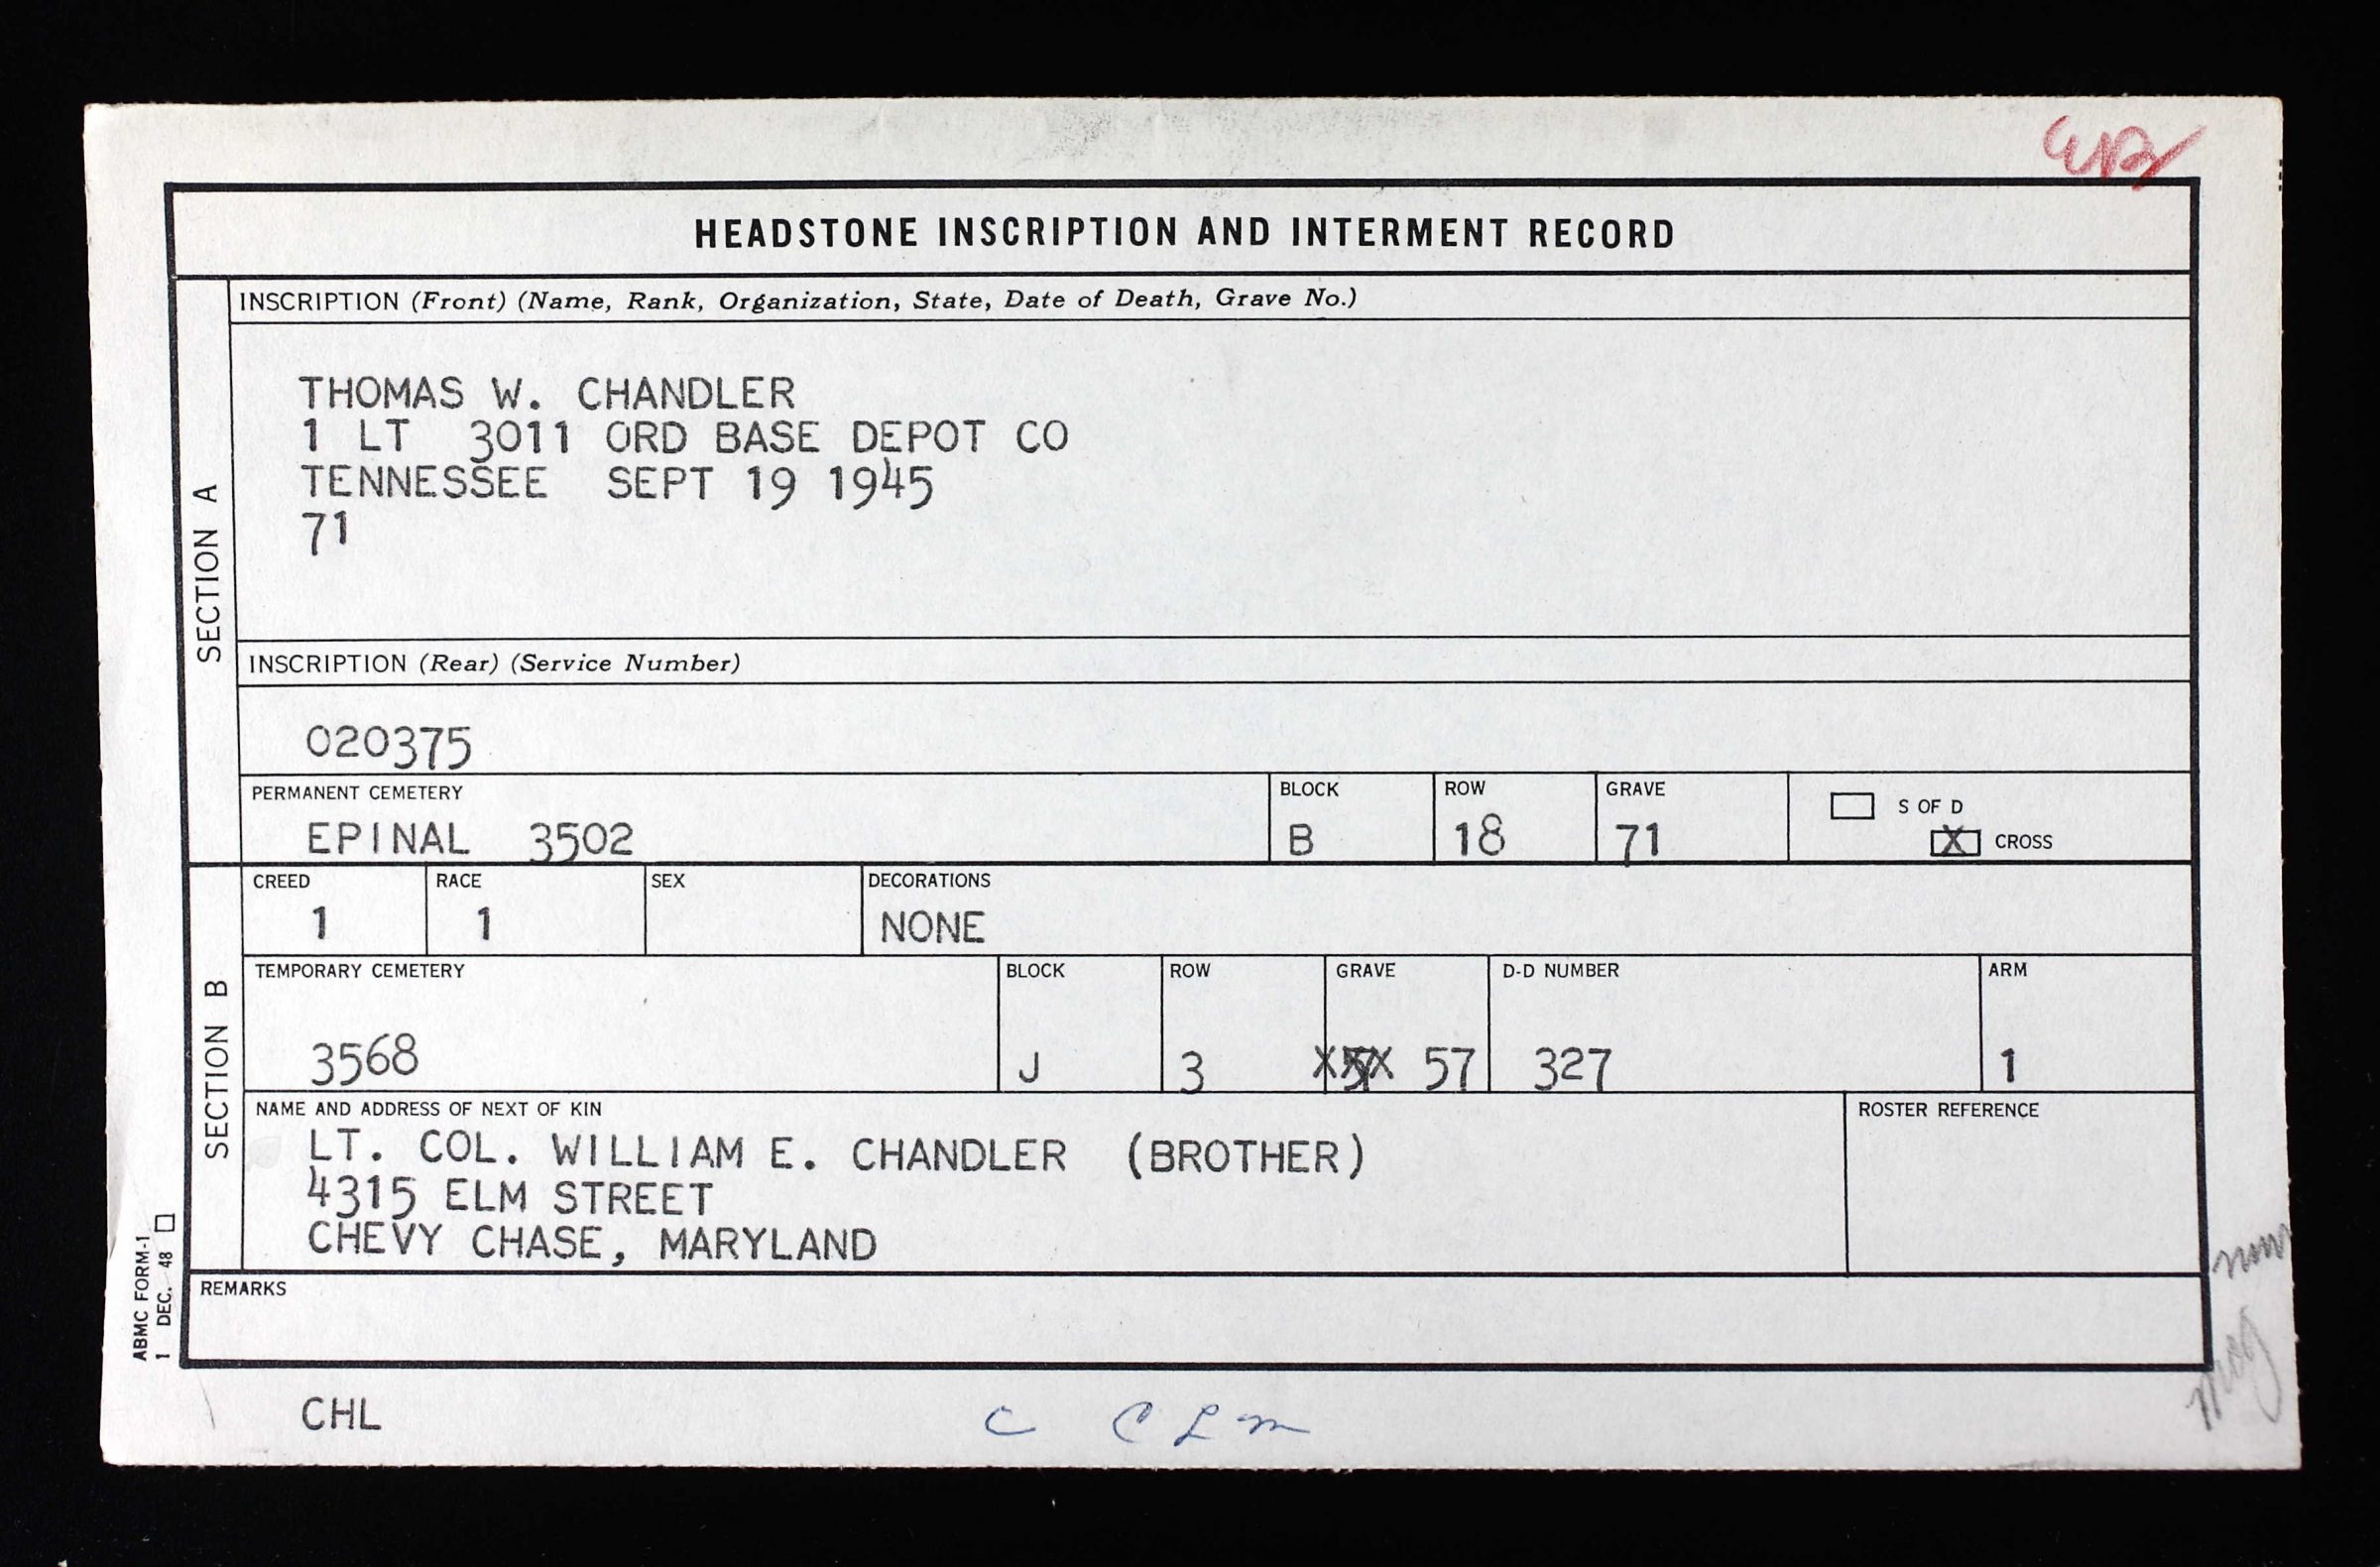 HEADSTONE INSCRIPTION AND INTERMENT RECORD
SECTION A
INSCRIPTION (Front) (Name, Rank, Organization, State, Date of Death, Grave No.)
THOMAS W. CHANDLER
1 LT 3011 ORD BASE DEPOT CO
TENNESSEE SEPT 19 1945
71
INSCRIPTION (Rear) (Service Number)
020375
PERMANENT CEMETERY BLOCK ROW GRAVE
EPINAL 3502 B 18 71
S OF D
X CROSS
SECTION B
CREED RACE SEX DECORATIONS
1 1 NONE
TEMPORARY CEMETERY BLOCK ROW GRAVE D-D NUMBER ARM
3568 J 3 57 327 1
NAME AND ADDRESS OF NEXT OF KIN ROSTER REFERENCE
LT. COL. WILLIAM E. CHANDLER (BROTHER)
4315 ELM STREET
CHEVY CHASE, MARYLAND
REMARKS
ABMC FORM-1
1 DEC. 48
CHL
C C L m